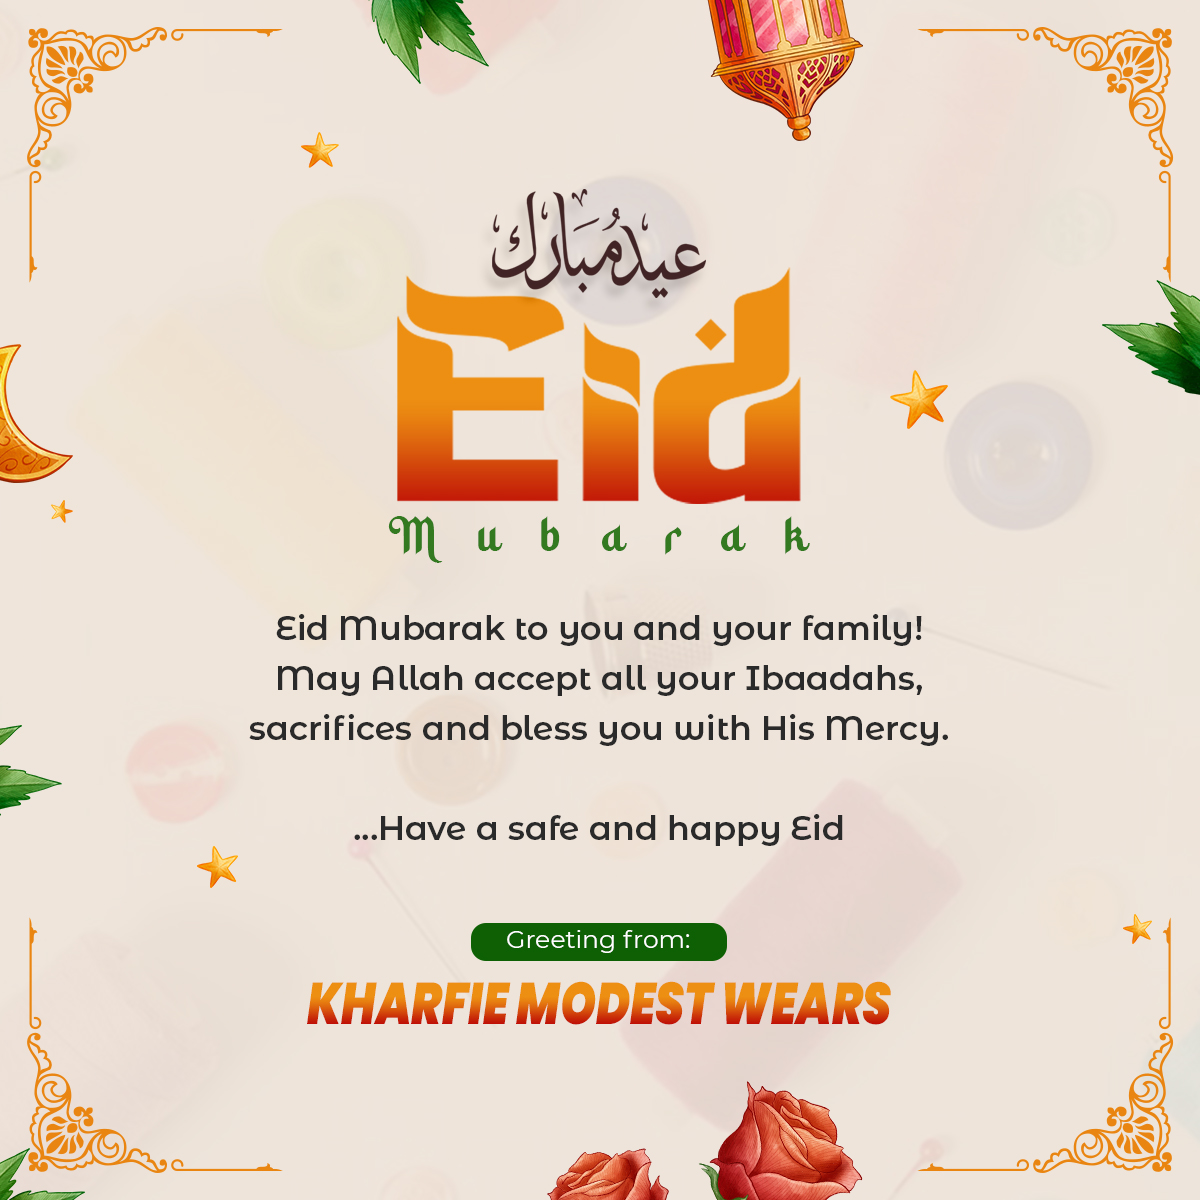 عيد مبارك
Eid
Mubarak
Eid Mubarak to you and your family!
May Allah accept all your Ibaadahs,
sacrifices and bless you with His Mercy.
...Have a safe and happy Eid
Greeting from:
KHARFIE MODEST WEARS